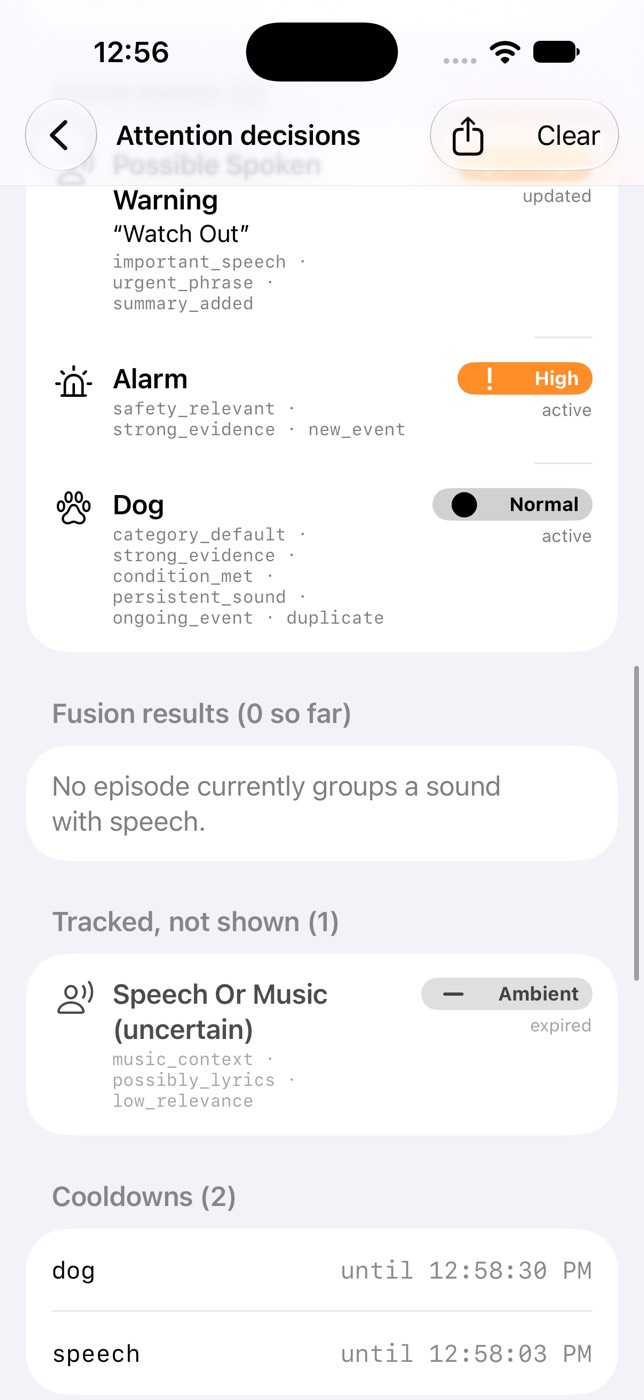 12:56
Attention decisions
Clear
Possible Spoken
Warning
updated
“Watch Out”
important_speech ·
urgent_phrase ·
summary_added
Alarm
! High
safety_relevant ·
active
strong_evidence · new_event
Dog
Normal
category_default ·
active
strong_evidence ·
condition_met ·
persistent_sound ·
ongoing_event · duplicate
Fusion results (0 so far)
No episode currently groups a sound
with speech.
Tracked, not shown (1)
Speech Or Music
Ambient
(uncertain)
expired
music_context ·
possibly_lyrics ·
low_relevance
Cooldowns (2)
dog
until 12:58:30 PM
speech
until 12:58:03 PM